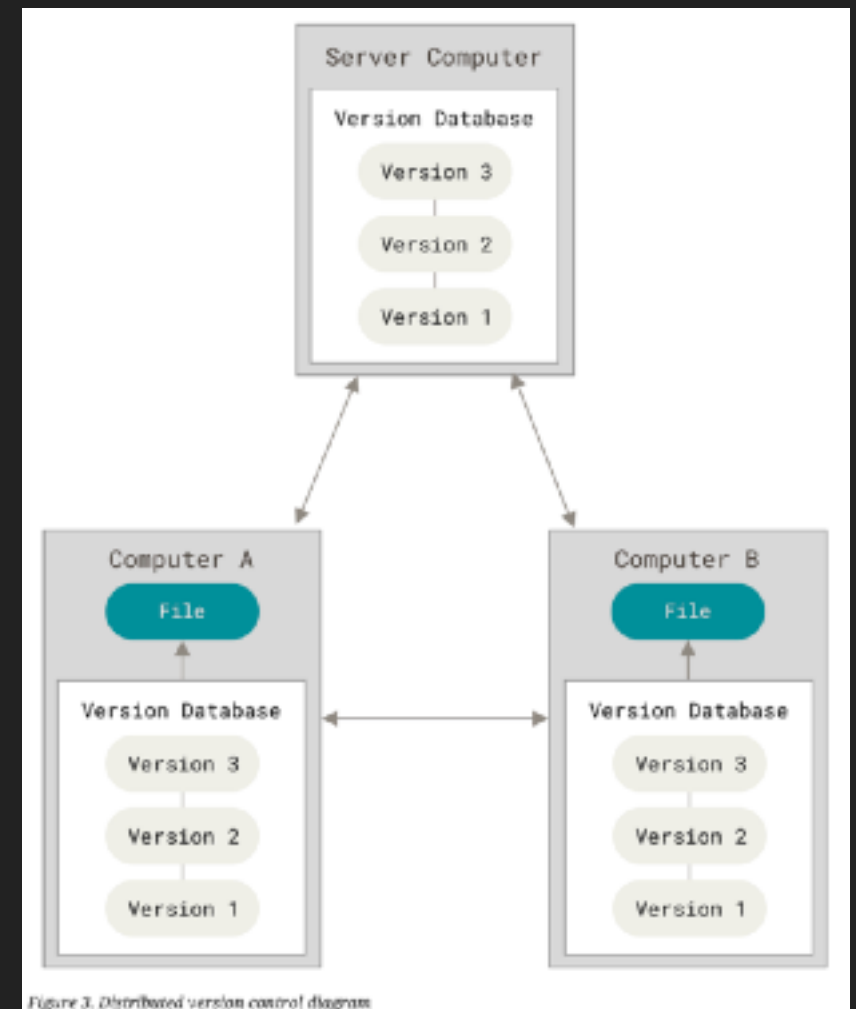 Server Computer
Version Database
Version 3
Version 2
Version 1
Computer A
File
Version Database
Version 3
Version 2
Version 1
Computer B
File
Version Database
Version 3
Version 2
Version 1
Figure 3. Distributed version control diagram